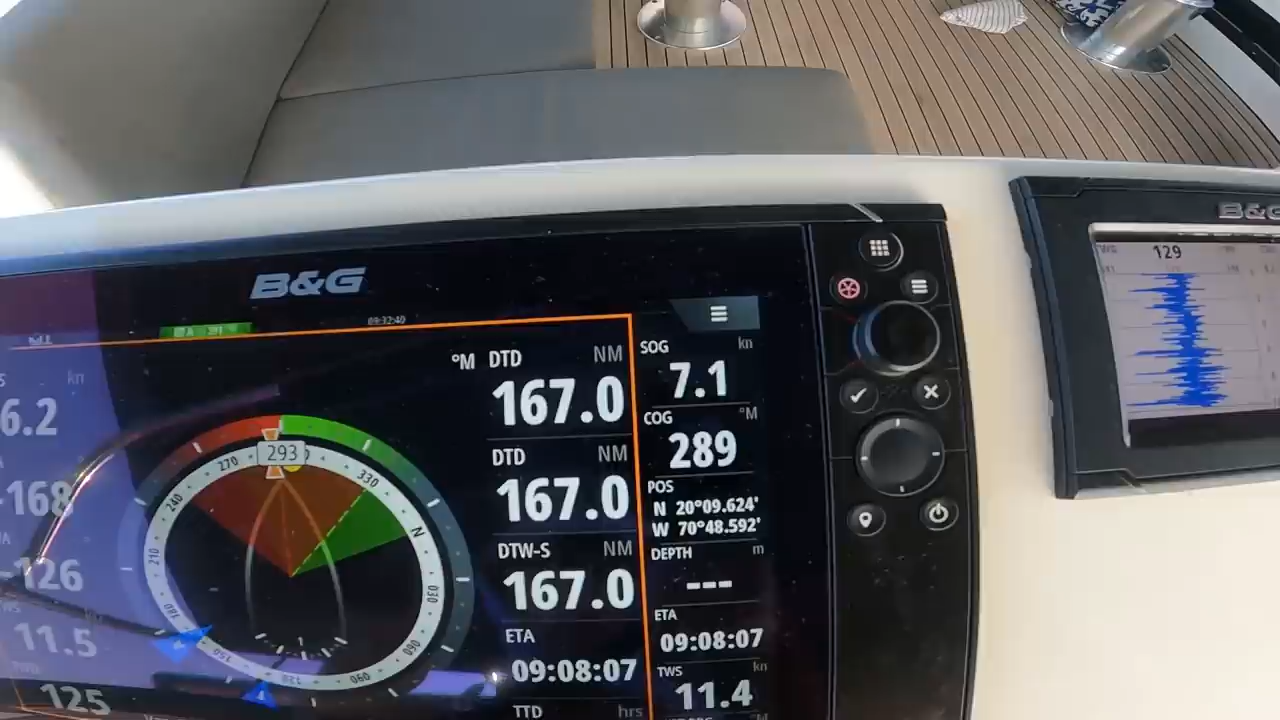 B&G
09:32:40
kn
6.2
168
126
11.5
125
°M
293
270
240
210
180
150
120
060
030
N
330
DTD NM
167.0
DTD NM
167.0
DTW-S NM
167.0
ETA
09:08:07
TTD hrs
SOG kn
7.1
COG °M
289
POS
N 20°09.624'
W 70°48.592'
DEPTH m
---
ETA
09:08:07
TWS kn
11.4
B&G
129